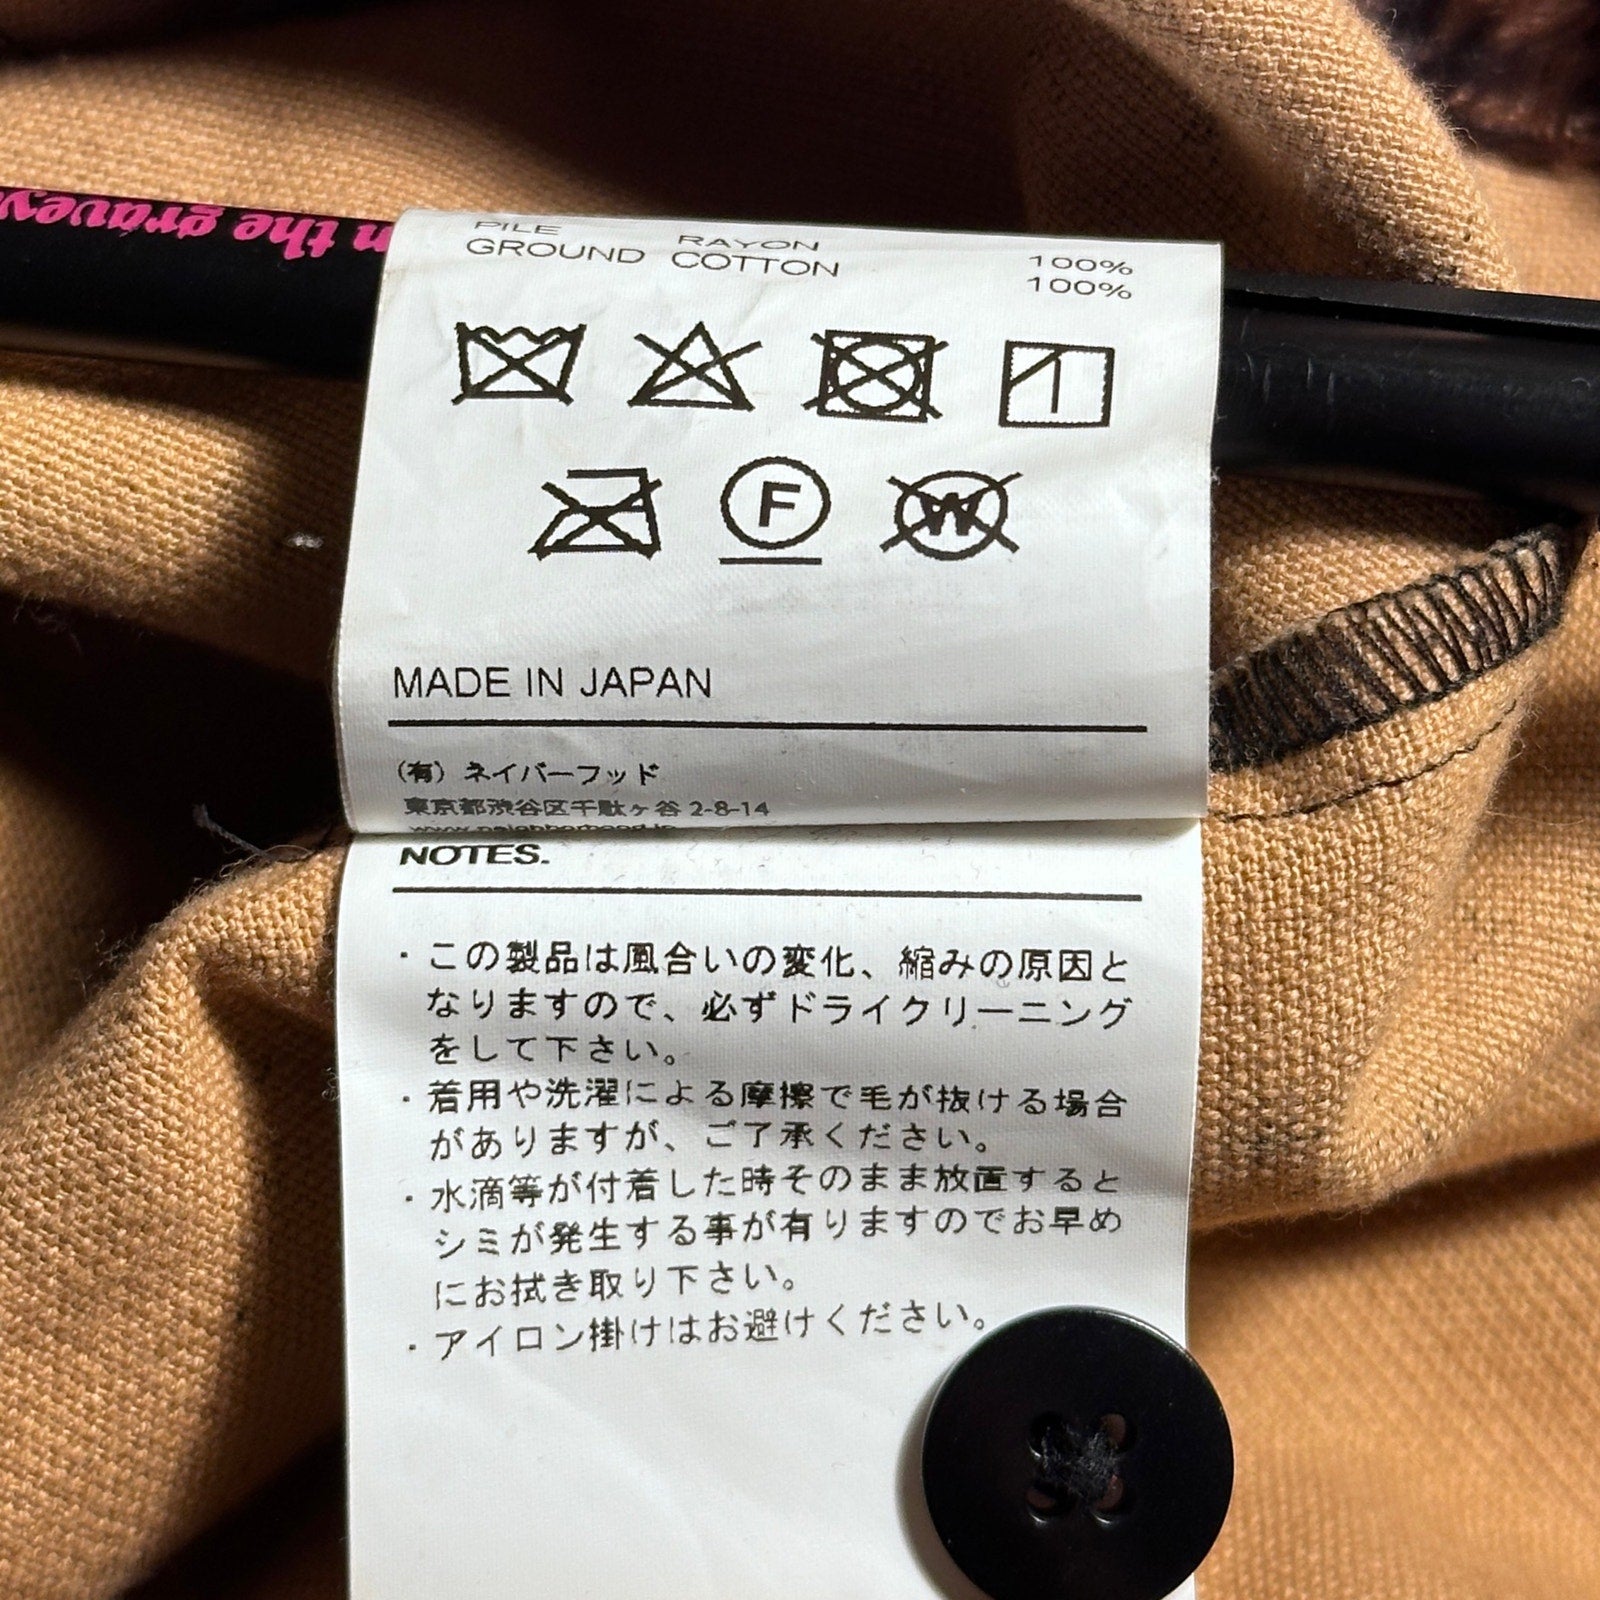 n the gravey
PILE RAYON 100%
GROUND COTTON 100%
F
W
MADE IN JAPAN
(有) ネイバーフッド
東京都渋谷区千駄ヶ谷 2-8-14
www.neighborhood.jp
NOTES.
・この製品は風合いの変化、縮みの原因と
なりますので、必ずドライクリーニング
をして下さい。
・着用や洗濯による摩擦で毛が抜ける場合
がありますが、ご了承ください。
・水滴等が付着した時そのまま放置すると
シミが発生する事が有りますのでお早め
にお拭き取り下さい。
・アイロン掛けはお避けください。